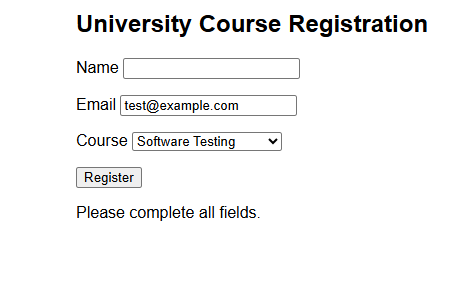 University Course Registration
Name
Email test@example.com
Course Software Testing
Register
Please complete all fields.